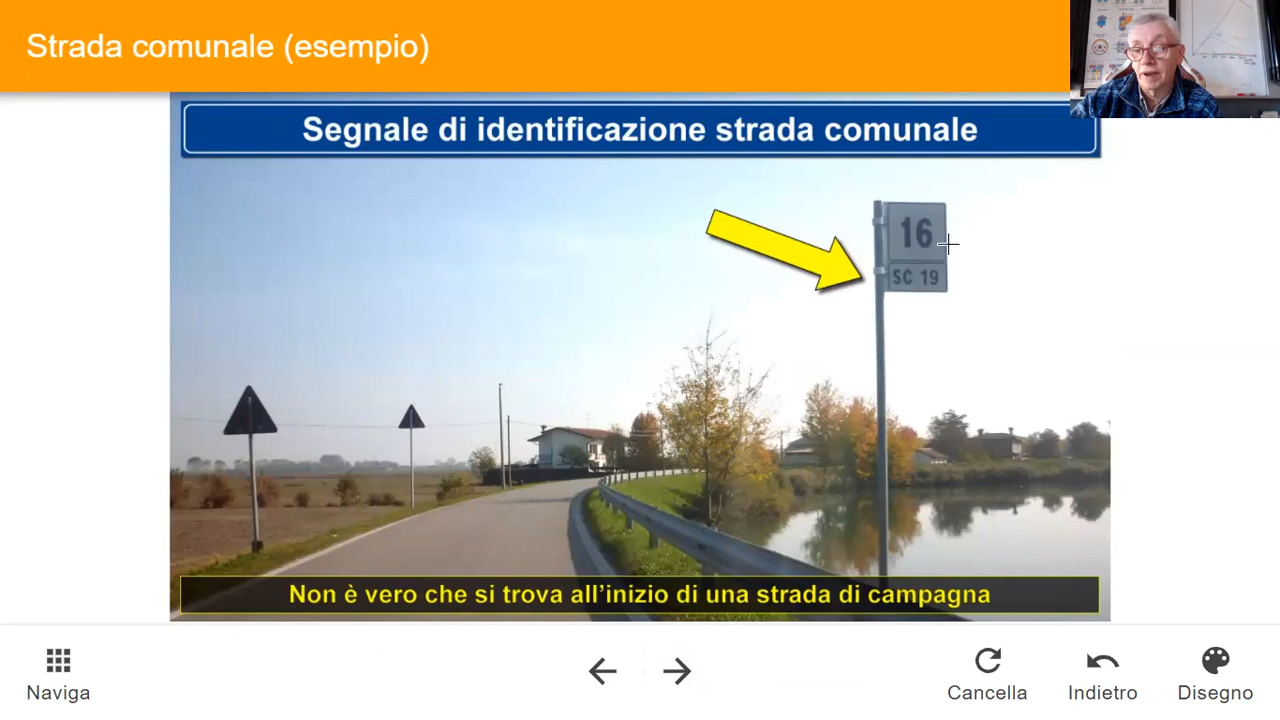 Strada comunale (esempio)
Segnale di identificazione strada comunale
16
SC 19
Non è vero che si trova all'inizio di una strada di campagna
Naviga
Cancella
Indietro
Disegno